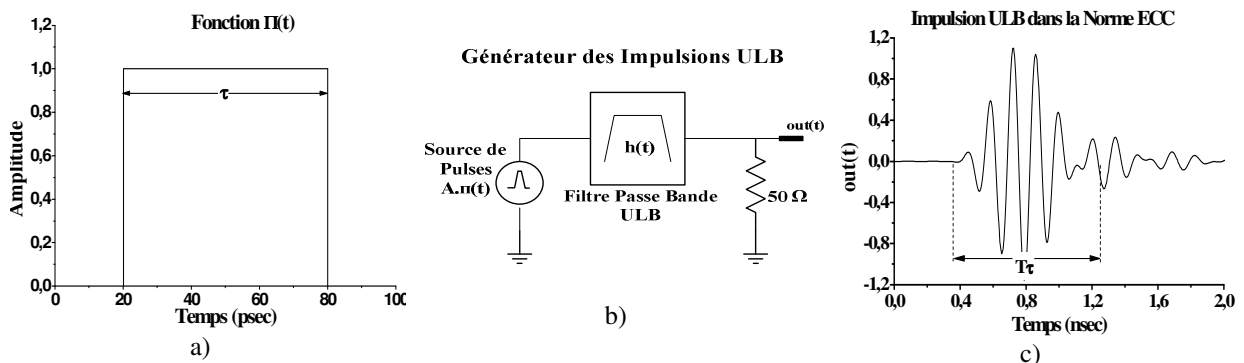 Fonction Π(t)
1,2
1,0
0,8
0,6
0,4
0,2
0,0
Amplitude
τ
0
20
40
60
80
100
Temps (psec)
a)
Générateur des Impulsions ULB
Source de
Pulses
A.π(t)
h(t)
Filtre Passe Bande
ULB
out(t)
50 Ω
b)
Impulsion ULB dans la Norme ECC
1,2
0,8
0,4
0,0
-0,4
-0,8
-1,2
out(t)
Tτ
0,0
0,4
0,8
1,2
1,6
2,0
Temps (nsec)
c)